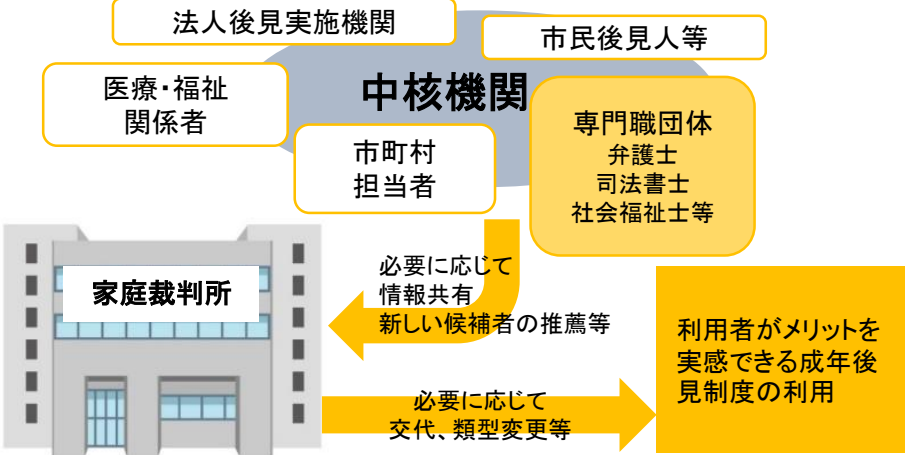 法人後見実施機関
市民後見人等
医療・福祉
関係者
中核機関
専門職団体
弁護士
司法書士
社会福祉士等
市町村
担当者
家庭裁判所
必要に応じて
情報共有
新しい候補者の推薦等
利用者がメリットを
実感できる成年後
見制度の利用
必要に応じて
交代、類型変更等